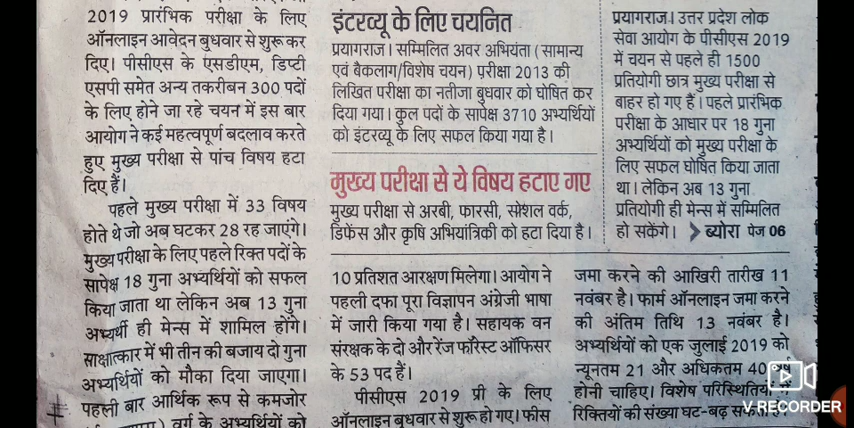 2019 प्रारंभिक परीक्षा के लिए
ऑनलाइन आवेदन बुधवार से शुरू कर
दिए। पीसीएस के एसडीएम, डिप्टी
एसपी समेत अन्य तकरीबन 300 पदों
के लिए होने जा रहे चयन में इस बार
आयोग ने कई महत्वपूर्ण बदलाव करते
हुए मुख्य परीक्षा से पांच विषय हटा
दिए हैं।
पहले मुख्य परीक्षा में 33 विषय
होते थे जो अब घटकर 28 रह जाएंगे।
मुख्य परीक्षा के लिए पहले रिक्त पदों के
सापेक्ष 18 गुना अभ्यर्थियों को सफल
किया जाता था लेकिन अब 13 गुना
अभ्यर्थी ही मेन्स में शामिल होंगे।
साक्षात्कार में भी तीन की बजाय दो गुना
अभ्यर्थियों को मौका दिया जाएगा।
पहली बार आर्थिक रूप से कमजोर
वर्ग के अभ्यर्थियों को
इंटरव्यू के लिए चयनित
प्रयागराज। सम्मिलित अवर अभियंता (सामान्य
एवं बैकलाग/विशेष चयन) परीक्षा 2013 की
लिखित परीक्षा का नतीजा बुधवार को घोषित कर
दिया गया। कुल पदों के सापेक्ष 3710 अभ्यर्थियों
को इंटरव्यू के लिए सफल किया गया है।
मुख्य परीक्षा से ये विषय हटाए गए
मुख्य परीक्षा से अरबी, फारसी, सोशल वर्क,
डिफेंस और कृषि अभियांत्रिकी को हटा दिया है।
प्रयागराज। उत्तर प्रदेश लोक
सेवा आयोग के पीसीएस 2019
में चयन से पहले ही 1500
प्रतियोगी छात्र मुख्य परीक्षा से
बाहर हो गए हैं। पहले प्रारंभिक
परीक्षा के आधार पर 18 गुना
अभ्यर्थियों को मुख्य परीक्षा के
लिए सफल घोषित किया जाता
था। लेकिन अब 13 गुना
प्रतियोगी ही मेन्स में सम्मिलित
हो सकेंगे। ब्योरा पेज 06
10 प्रतिशत आरक्षण मिलेगा। आयोग ने
पहली दफा पूरा विज्ञापन अंग्रेजी भाषा
में जारी किया गया है। सहायक वन
संरक्षक के दो और रेंज फॉरेस्ट ऑफिसर
के 53 पद हैं।
पीसीएस 2019 प्री के लिए
ऑनलाइन बुधवार से शुरू हो गए। फीस
जमा करने की आखिरी तारीख 11
नवंबर है। फार्म ऑनलाइन जमा करने
की अंतिम तिथि 13 नवंबर है।
अभ्यर्थियों को एक जुलाई 2019 को
न्यूनतम 21 और अधिकतम 40 वर्ष
होनी चाहिए। विशेष परिस्थितियों में
रिक्तियों की संख्या घट-बढ़ सकती है।
V-RECORDER